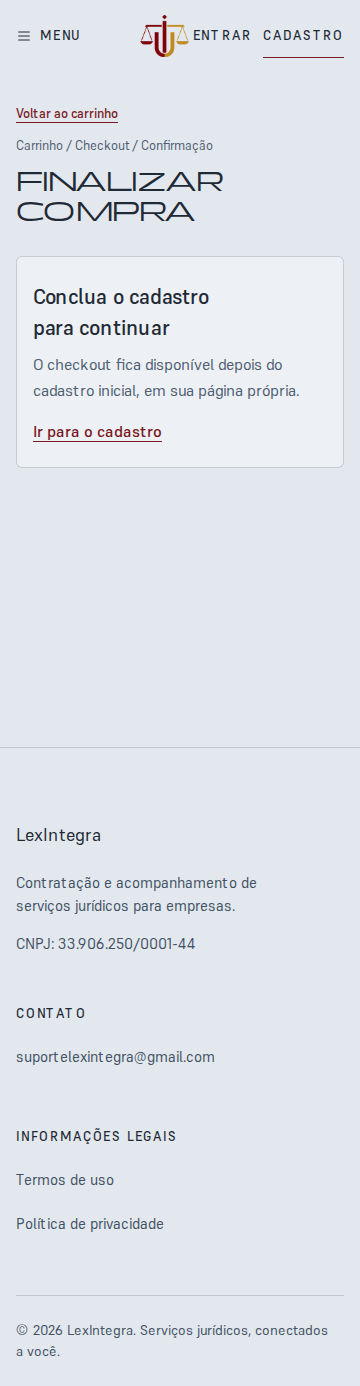 MENU
ENTRAR CADASTRO
Voltar ao carrinho
Carrinho / Checkout / Confirmação
FINALIZAR
COMPRA
Conclua o cadastro
para continuar
O checkout fica disponível depois do
cadastro inicial, em sua página própria.
Ir para o cadastro
LexIntegra
Contratação e acompanhamento de
serviços jurídicos para empresas.
CNPJ: 33.906.250/0001-44
CONTATO
suportelexintegra@gmail.com
INFORMAÇÕES LEGAIS
Termos de uso
Política de privacidade
© 2026 LexIntegra. Serviços jurídicos, conectados
a você.